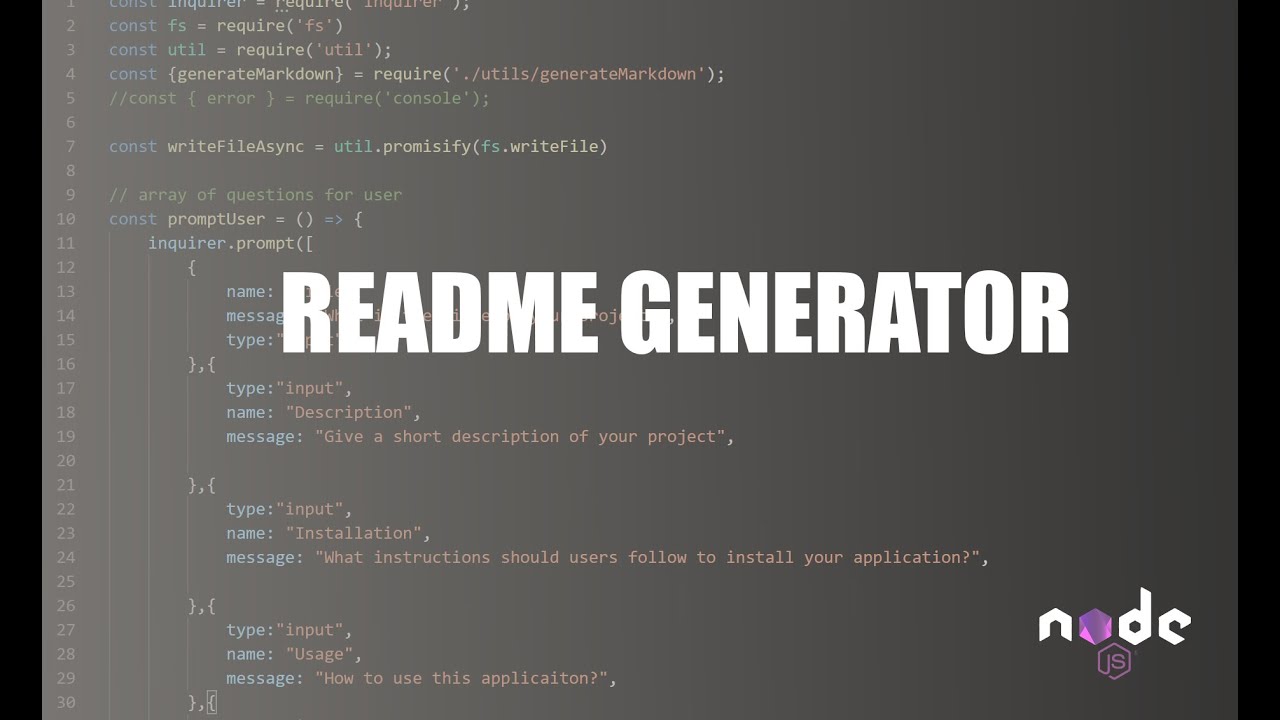 1 const inquirer = require('inquirer');
2 const fs = require('fs')
3 const util = require('util');
4 const {generateMarkdown} = require('./utils/generateMarkdown');
5 //const { error } = require('console');
6
7 const writeFileAsync = util.promisify(fs.writeFile)
8
9 // array of questions for user
10 const promptUser = () => {
11 inquirer.prompt([
12 {
13 name:
14 message
15 type:
README GENERATOR
16 },{
17 type:"input",
18 name: "Description",
19 message: "Give a short description of your project",
20
21 },{
22 type:"input",
23 name: "Installation",
24 message: "What instructions should users follow to install your application?",
25
26 },{
27 type:"input",
28 name: "Usage",
29 message: "How to use this applicaiton?",
30 },{
node
JS